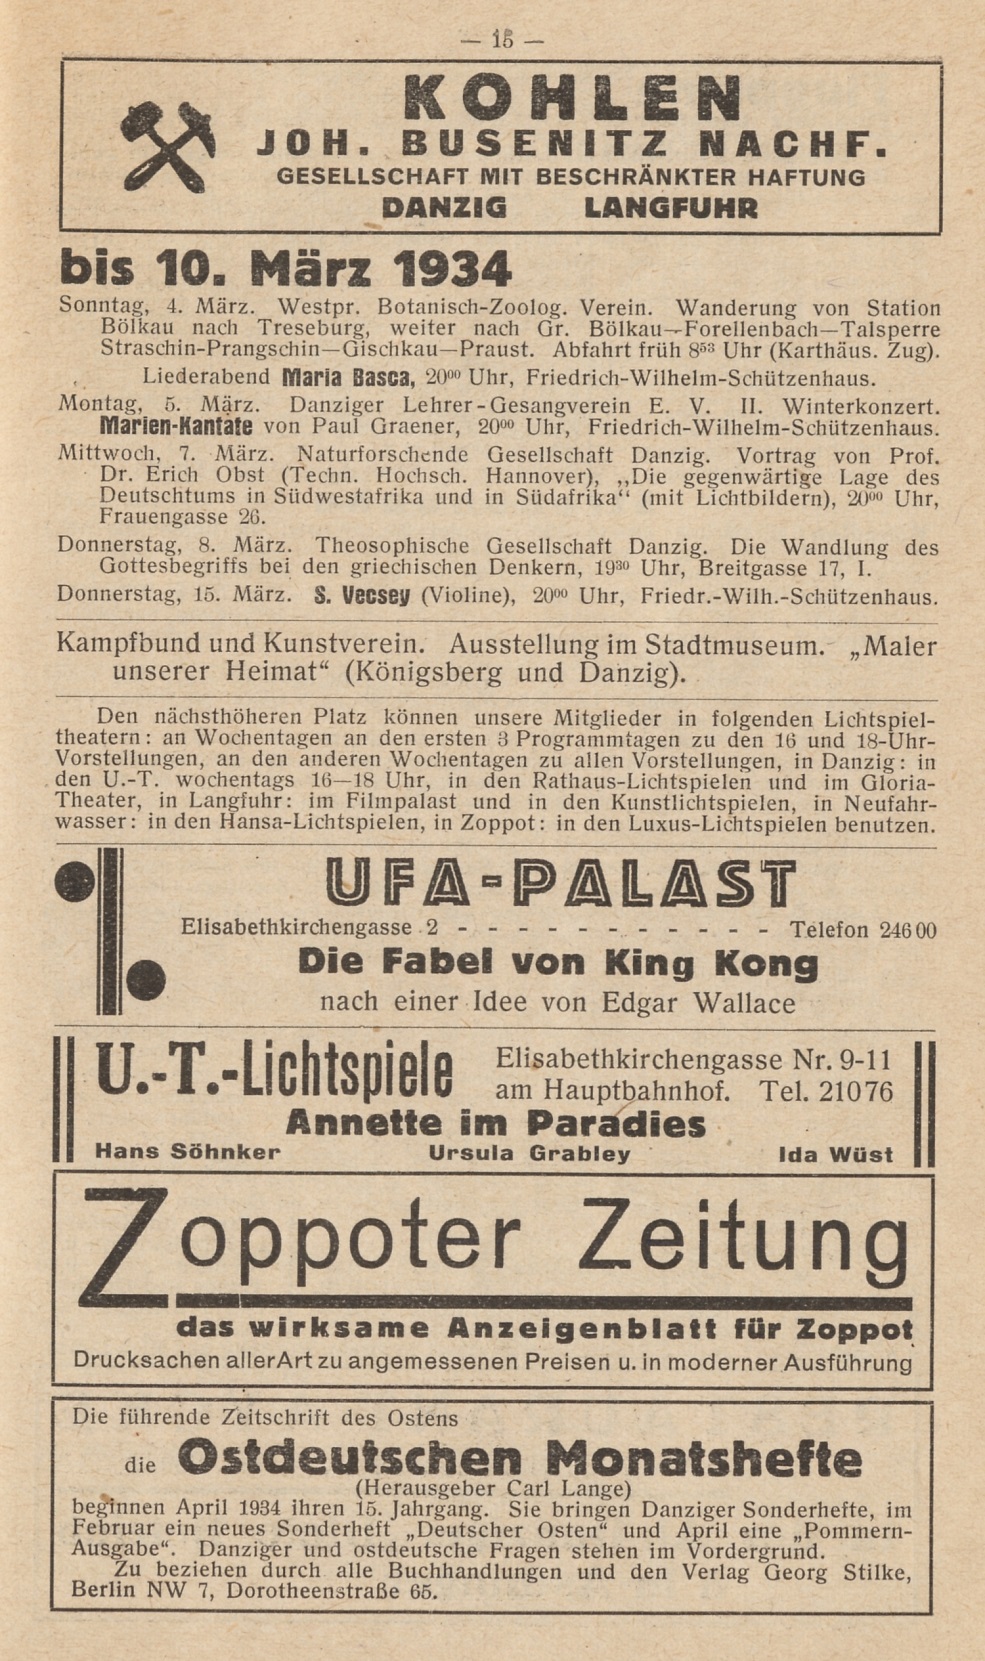 — 15 —
KOHLEN
JOH. BUSENITZ NACHF.
GESELLSCHAFT MIT BESCHRÄNKTER HAFTUNG
DANZIG LANGFUHR
bis 10. März 1934
Sonntag, 4. März. Westpr. Botanisch-Zoolog. Verein. Wanderung von Station
Bölkau nach Treseburg, weiter nach Gr. Bölkau—Forellenbach—Talsperre
Straschin-Prangschin—Gischkau—Praust. Abfahrt früh 8⁵³ Uhr (Karthäus. Zug).
Liederabend Maria Basca, 20⁰⁰ Uhr, Friedrich-Wilhelm-Schützenhaus.
Montag, 5. März. Danziger Lehrer-Gesangverein E. V. II. Winterkonzert.
Marien-Kantate von Paul Graener, 20⁰⁰ Uhr, Friedrich-Wilhelm-Schützenhaus.
Mittwoch, 7. März. Naturforschende Gesellschaft Danzig. Vortrag von Prof.
Dr. Erich Obst (Techn. Hochsch. Hannover), „Die gegenwärtige Lage des
Deutschtums in Südwestafrika und in Südafrika“ (mit Lichtbildern), 20⁰⁰ Uhr,
Frauengasse 26.
Donnerstag, 8. März. Theosophische Gesellschaft Danzig. Die Wandlung des
Gottesbegriffs bei den griechischen Denkern, 19³⁰ Uhr, Breitgasse 17, I.
Donnerstag, 15. März. S. Vecsey (Violine), 20⁰⁰ Uhr, Friedr.-Wilh.-Schützenhaus.
Kampfbund und Kunstverein. Ausstellung im Stadtmuseum. „Maler
unserer Heimat“ (Königsberg und Danzig).
Den nächsthöheren Platz können unsere Mitglieder in folgenden Lichtspiel-
theatern: an Wochentagen an den ersten 3 Programmtagen zu den 16 und 18-Uhr-
Vorstellungen, an den anderen Wochentagen zu allen Vorstellungen, in Danzig: in
den U.-T. wochentags 16—18 Uhr, in den Rathaus-Lichtspielen und im Gloria-
Theater, in Langfuhr: im Filmpalast und in den Kunstlichtspielen, in Neufahr-
wasser: in den Hansa-Lichtspielen, in Zoppot: in den Luxus-Lichtspielen benutzen.
UFA-PALAST
Elisabethkirchengasse 2 - - - - - - - - - - - Telefon 246 00
Die Fabel von King Kong
nach einer Idee von Edgar Wallace
U.-T.-Lichtspiele
Elisabethkirchengasse Nr. 9-11
am Hauptbahnhof. Tel. 210 76
Annette im Paradies
Hans Söhnker Ursula Grabley Ida Wüst
Zoppoter Zeitung
das wirksame Anzeigenblatt für Zoppot
Drucksachen aller Art zu angemessenen Preisen u. in moderner Ausführung
Die führende Zeitschrift des Ostens
die Ostdeutschen Monatshefte
(Herausgeber Carl Lange)
beginnen April 1934 ihren 15. Jahrgang. Sie bringen Danziger Sonderhefte, im
Februar ein neues Sonderheft „Deutscher Osten“ und April eine „Pommern-
Ausgabe“. Danziger und ostdeutsche Fragen stehen im Vordergrund.
Zu beziehen durch alle Buchhandlungen und den Verlag Georg Stilke,
Berlin NW 7, Dorotheenstraße 65.